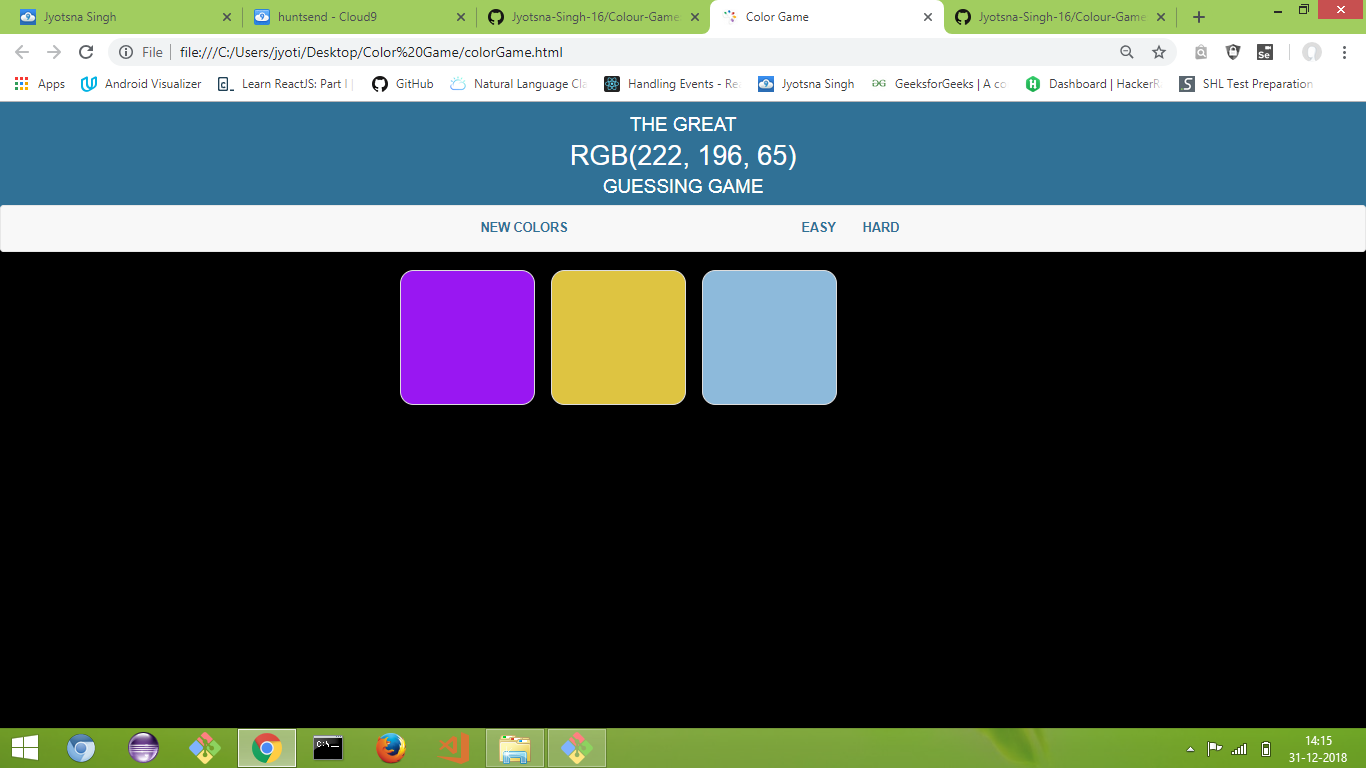 Jyotsna Singh
huntsend - Cloud9
Jyotsna-Singh-16/Colour-Game
Color Game
Jyotsna-Singh-16/Colour-Game
File file:///C:/Users/jyoti/Desktop/Color%20Game/colorGame.html
Se
Apps Android Visualizer Learn ReactJS: Part I GitHub Natural Language Cla Handling Events - Re Jyotsna Singh GeeksforGeeks | A co Dashboard | HackerR SHL Test Preparation
THE GREAT
RGB(222, 196, 65)
GUESSING GAME
NEW COLORS EASY HARD
C:\
14:15
31-12-2018